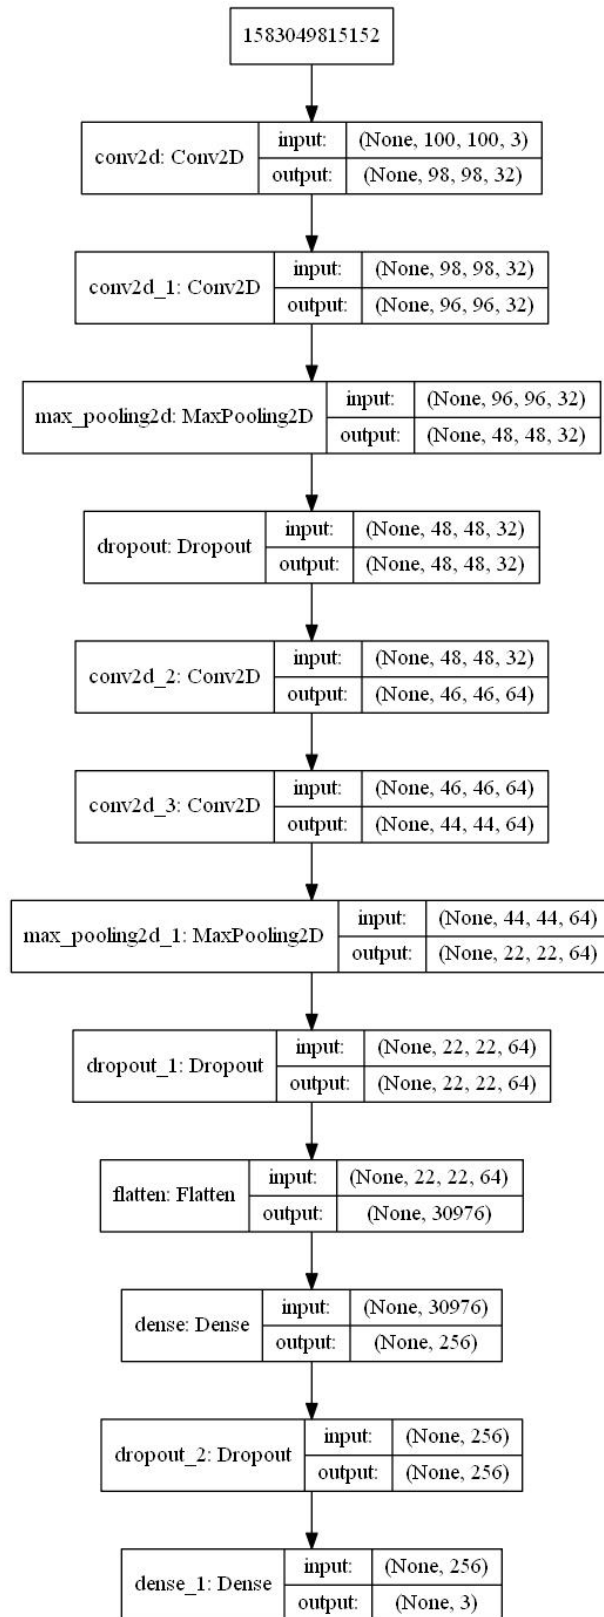 1583049815152
conv2d: Conv2D
input: (None, 100, 100, 3)
output: (None, 98, 98, 32)
conv2d_1: Conv2D
input: (None, 98, 98, 32)
output: (None, 96, 96, 32)
max_pooling2d: MaxPooling2D
input: (None, 96, 96, 32)
output: (None, 48, 48, 32)
dropout: Dropout
input: (None, 48, 48, 32)
output: (None, 48, 48, 32)
conv2d_2: Conv2D
input: (None, 48, 48, 32)
output: (None, 46, 46, 64)
conv2d_3: Conv2D
input: (None, 46, 46, 64)
output: (None, 44, 44, 64)
max_pooling2d_1: MaxPooling2D
input: (None, 44, 44, 64)
output: (None, 22, 22, 64)
dropout_1: Dropout
input: (None, 22, 22, 64)
output: (None, 22, 22, 64)
flatten: Flatten
input: (None, 22, 22, 64)
output: (None, 30976)
dense: Dense
input: (None, 30976)
output: (None, 256)
dropout_2: Dropout
input: (None, 256)
output: (None, 256)
dense_1: Dense
input: (None, 256)
output: (None, 3)